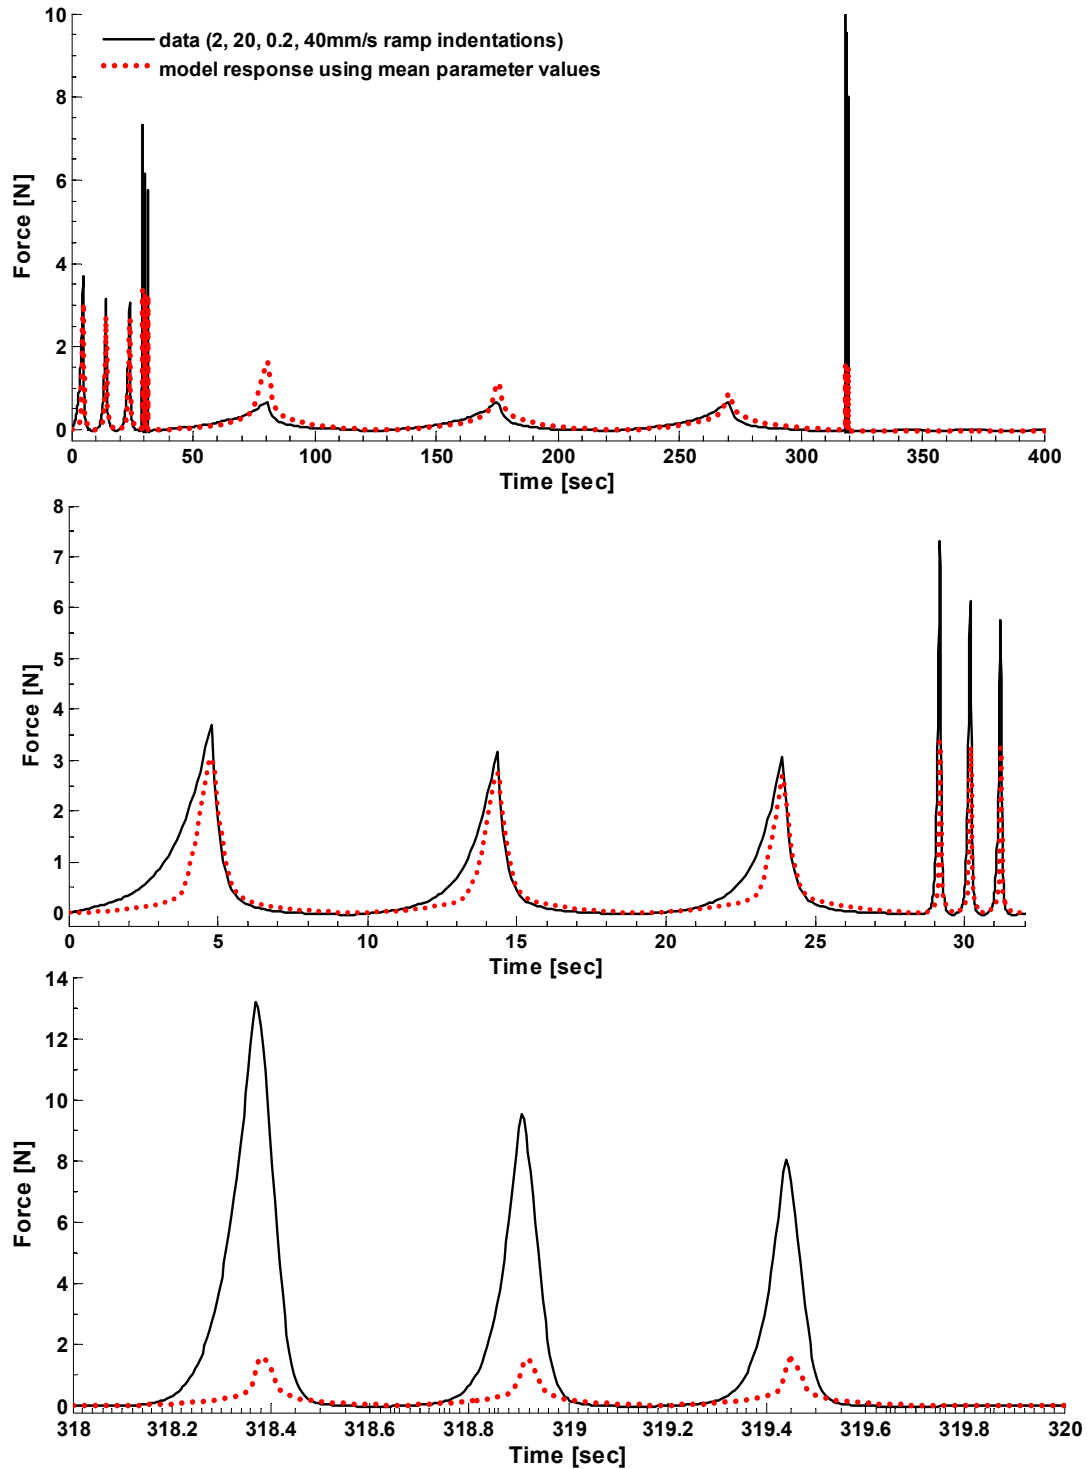 10
data (2, 20, 0.2, 40mm/s ramp indentations)
model response using mean parameter values
8
6
4
2
0
Force [N]
0 50 100 150 200 250 300 350 400
Time [sec]
8
7
6
5
4
3
2
1
0
Force [N]
0 5 10 15 20 25 30
Time [sec]
14
12
10
8
6
4
2
0
Force [N]
318 318.2 318.4 318.6 318.8 319 319.2 319.4 319.6 319.8 320
Time [sec]